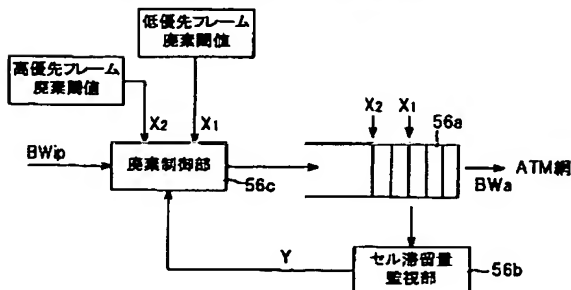 低優先フレーム
廃棄閾値
高優先フレーム
廃棄閾値
X2
X1
BWip
廃棄制御部
56c
X2
X1
56a
BWa
ATM網
Y
セル滞留量
監視部
56b